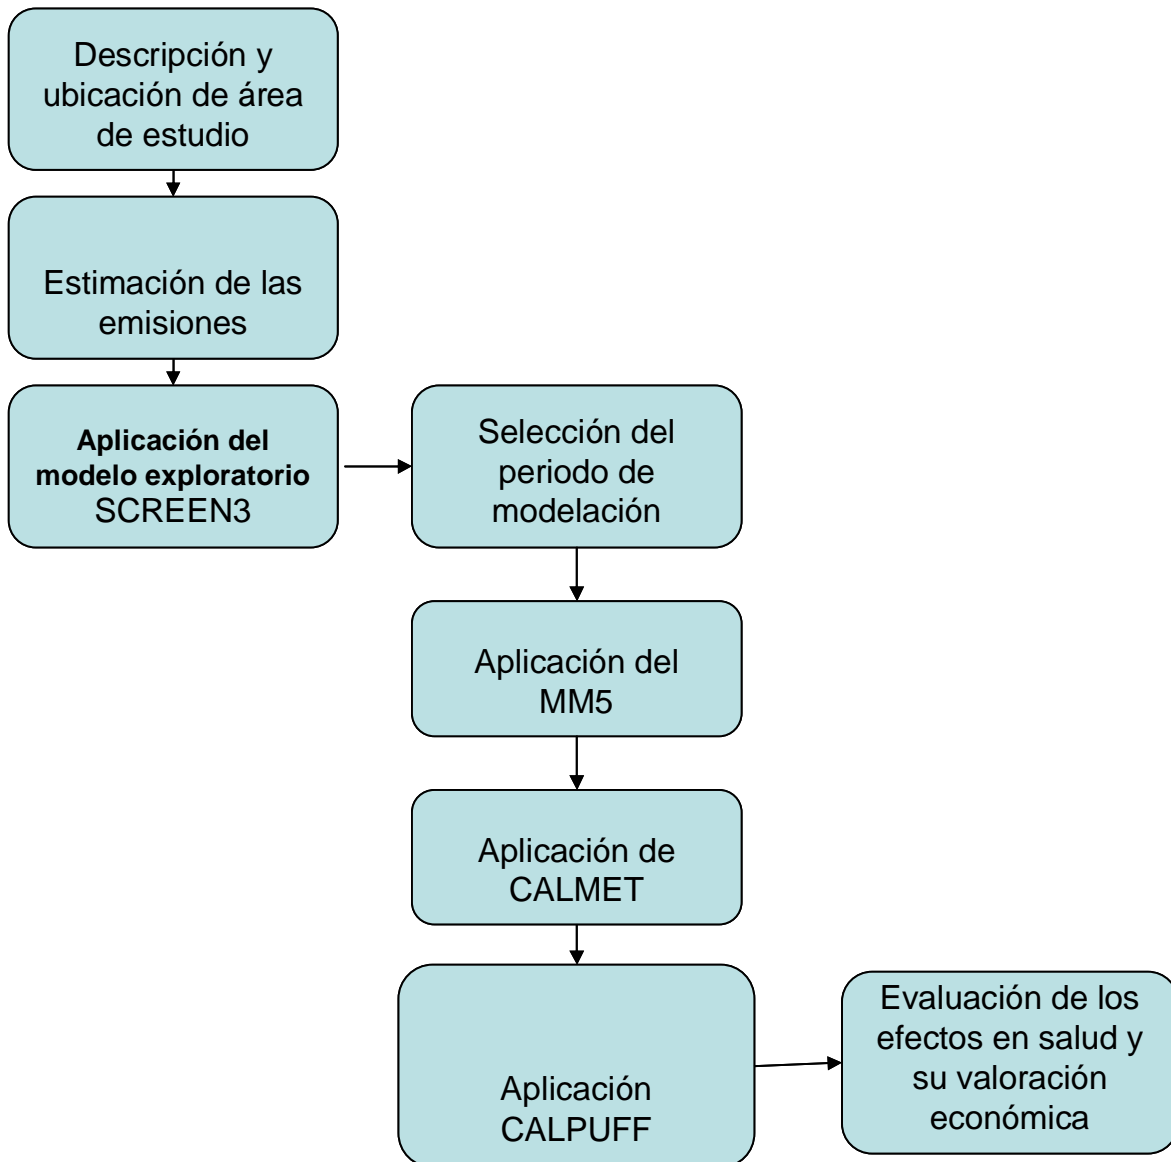 Descripción y
ubicación de área
de estudio
Estimación de las
emisiones
Aplicación del
modelo exploratorio
SCREEN3
Selección del
periodo de
modelación
Aplicación del
MM5
Aplicación de
CALMET
Aplicación
CALPUFF
Evaluación de los
efectos en salud y
su valoración
económica